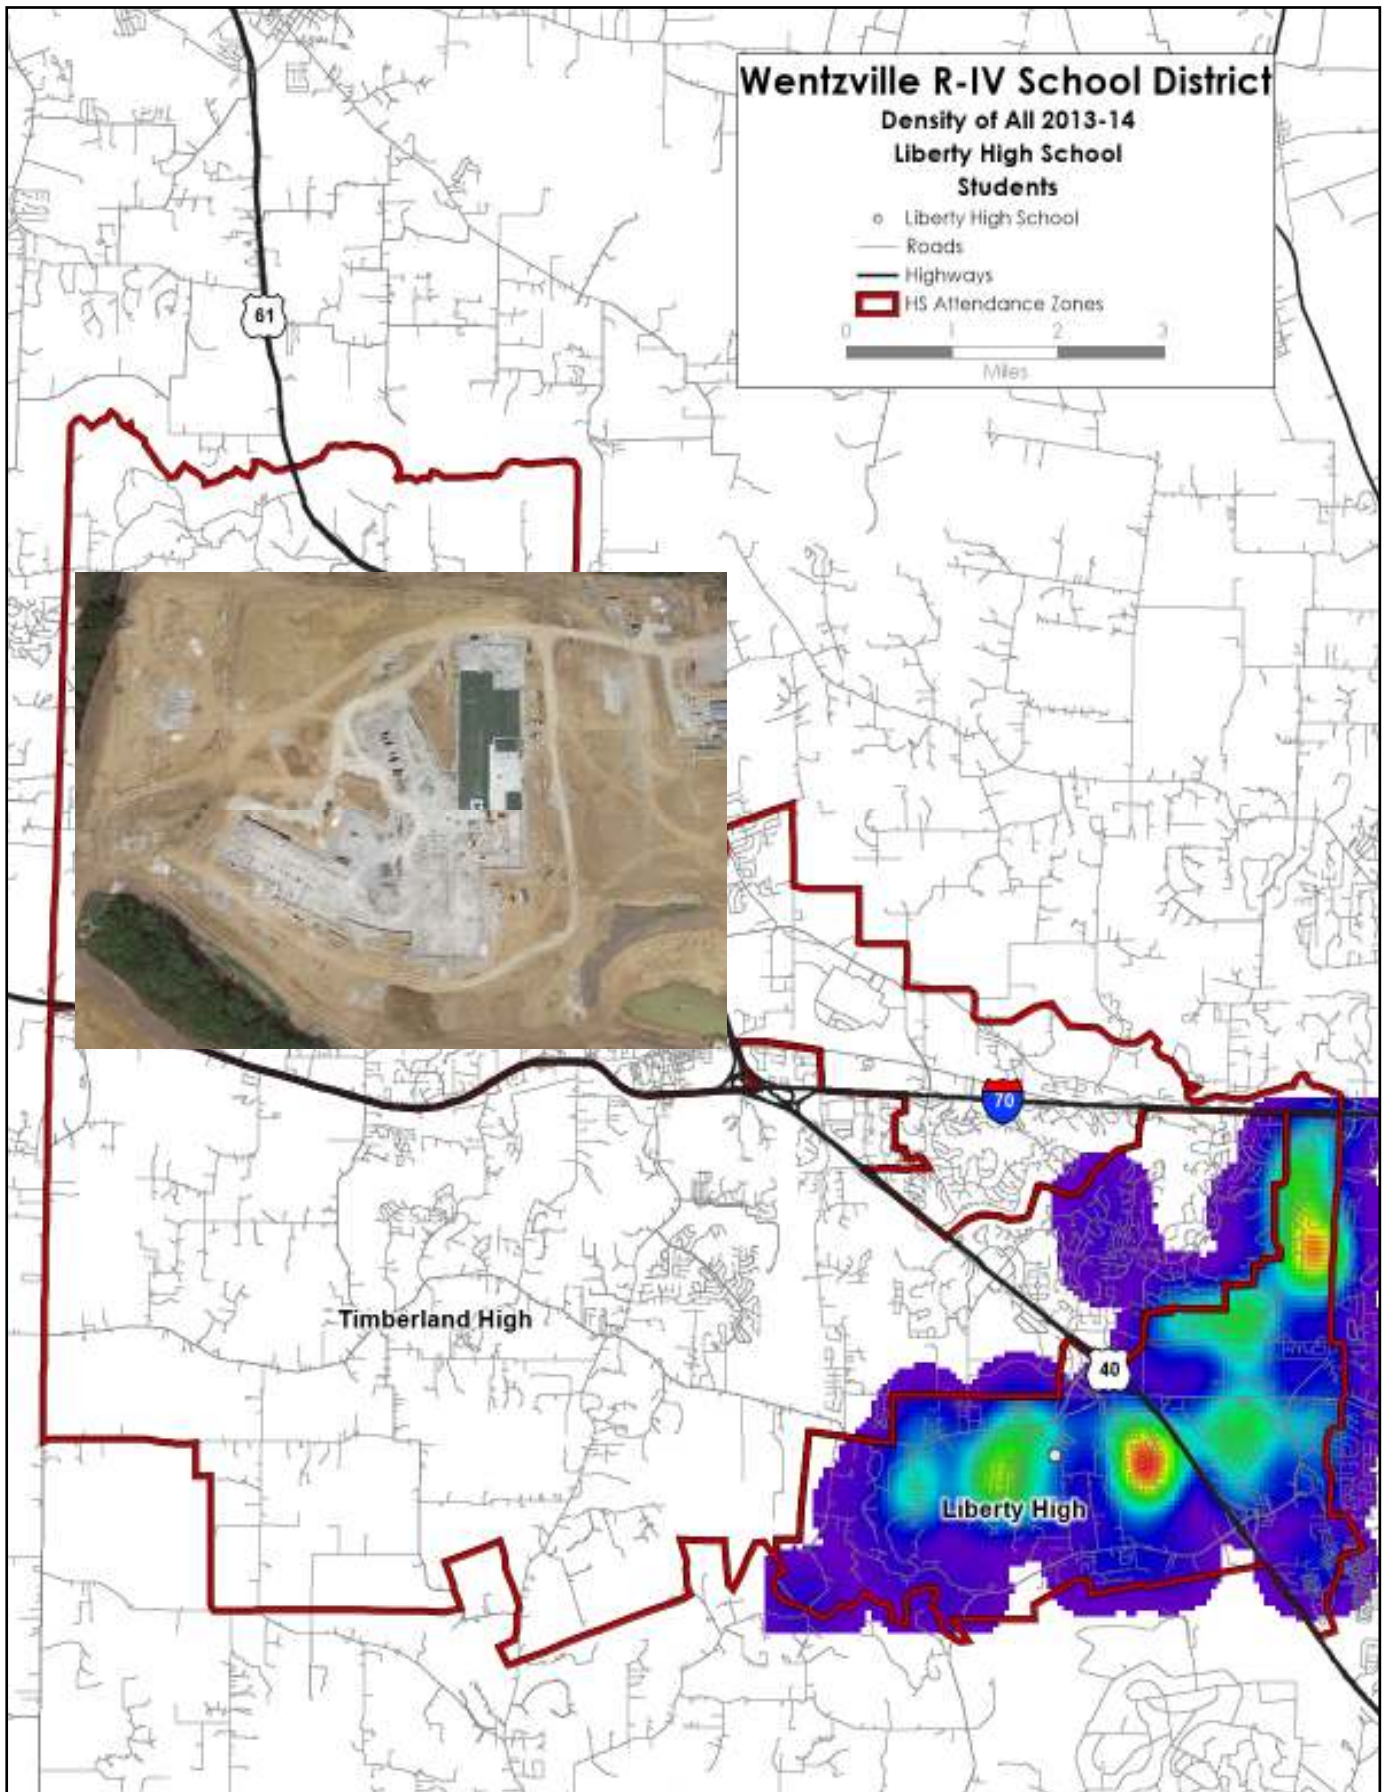 Wentzville R-IV School District
Density of All 2013-14
Liberty High School
Students
Liberty High School
Roads
Highways
HS Attendance Zones
0 1 2 3
Miles
61
70
Timberland High
40
Liberty High